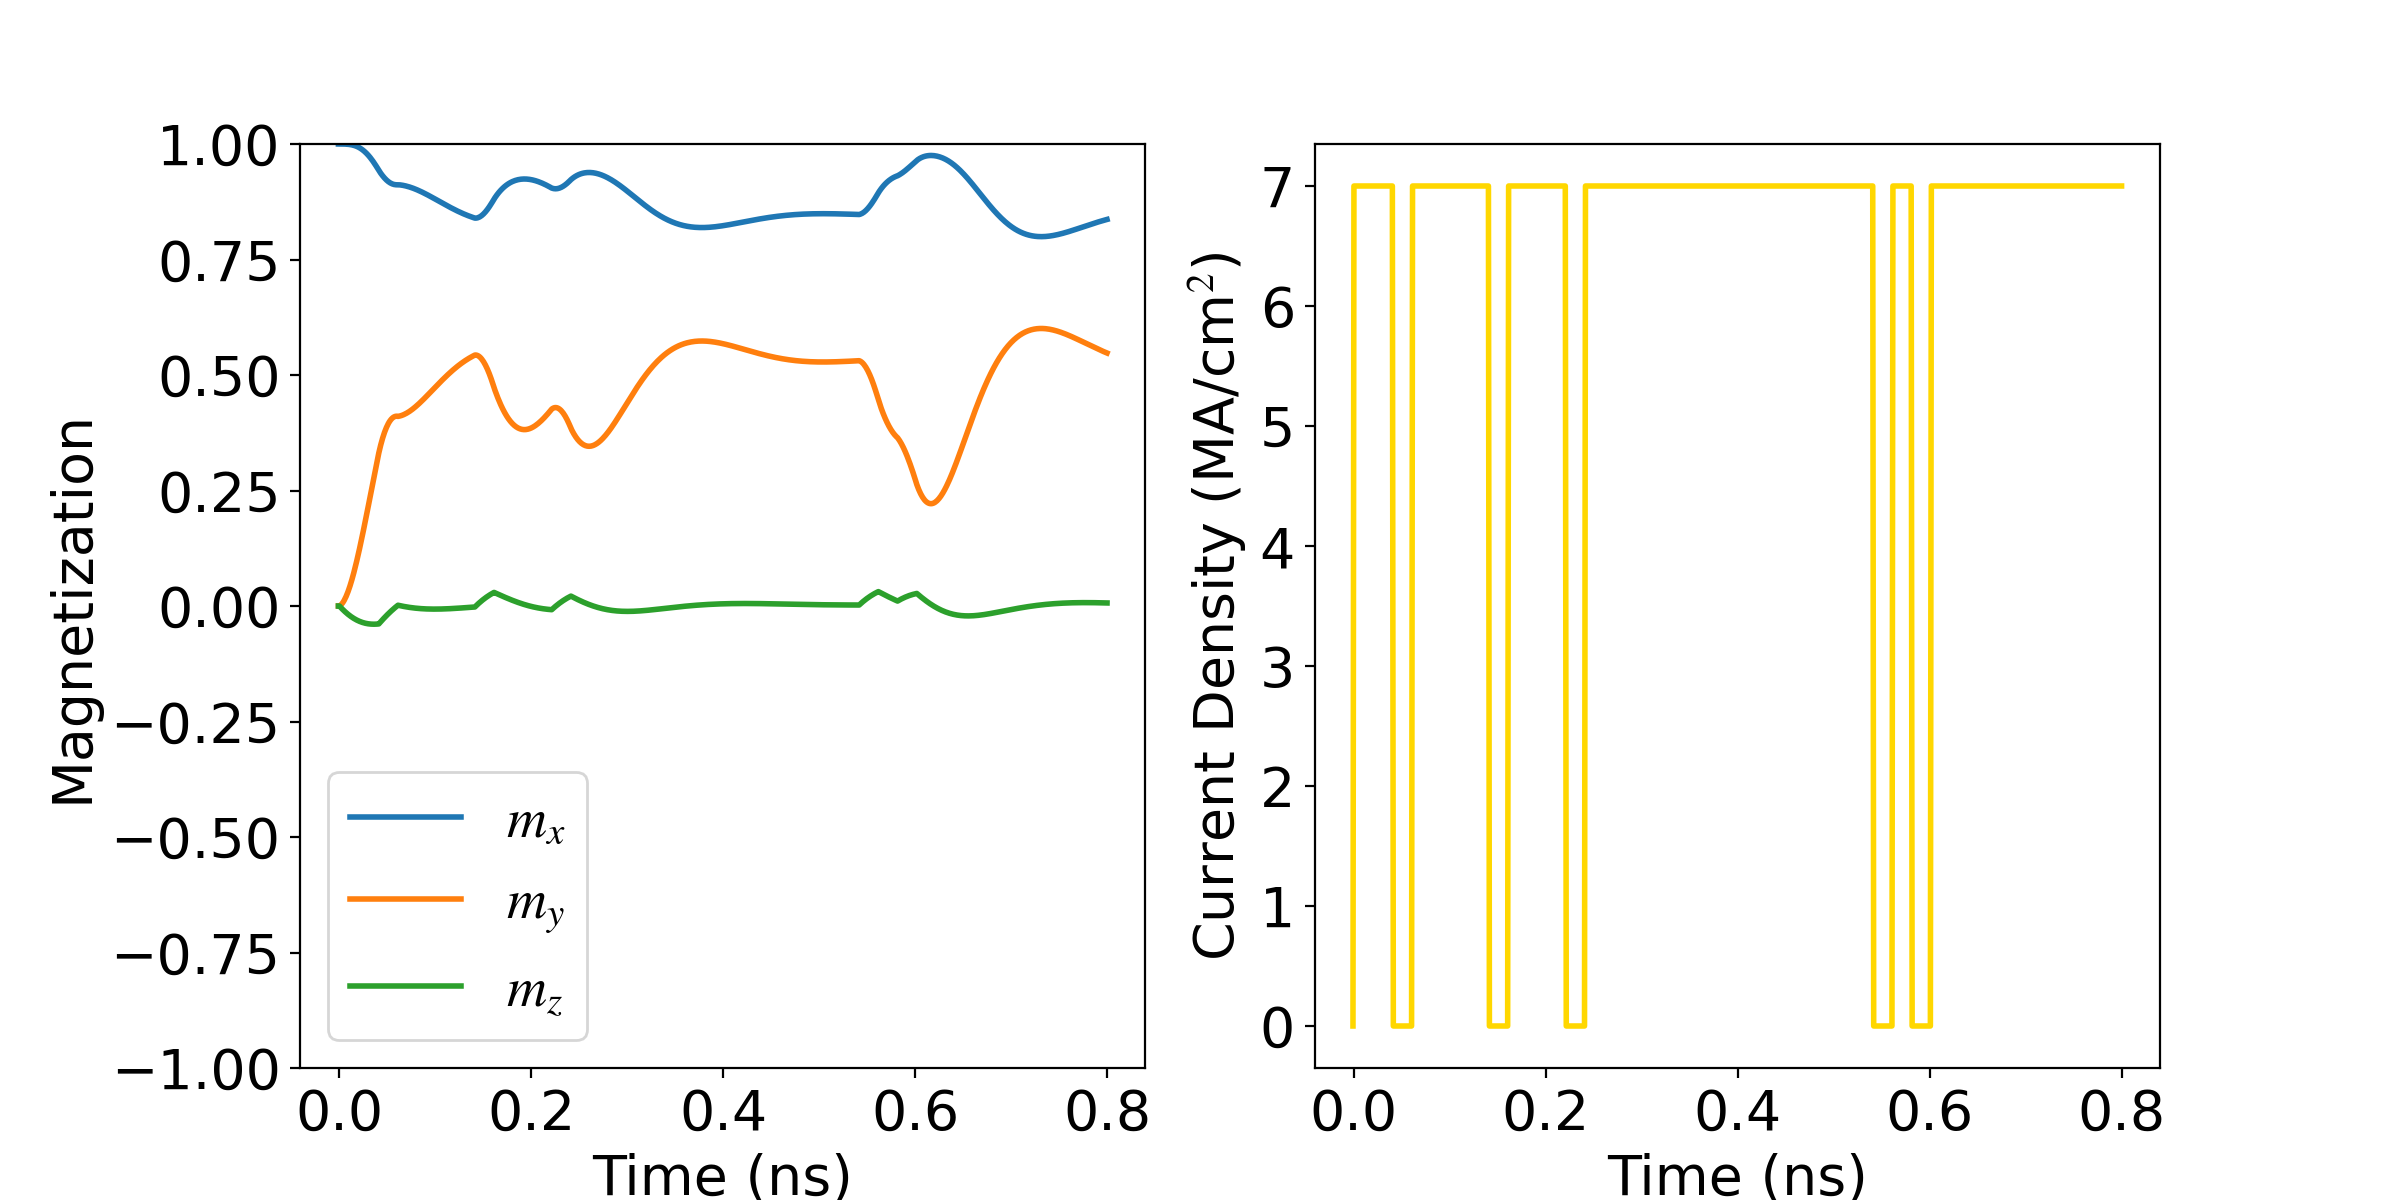 Magnetization
1.00
0.75
0.50
0.25
0.00
−0.25
−0.50
−0.75
−1.00
m_x
m_y
m_z
0.0 0.2 0.4 0.6 0.8
Time (ns)
Current Density (MA/cm²)
7
6
5
4
3
2
1
0
0.0 0.2 0.4 0.6 0.8
Time (ns)